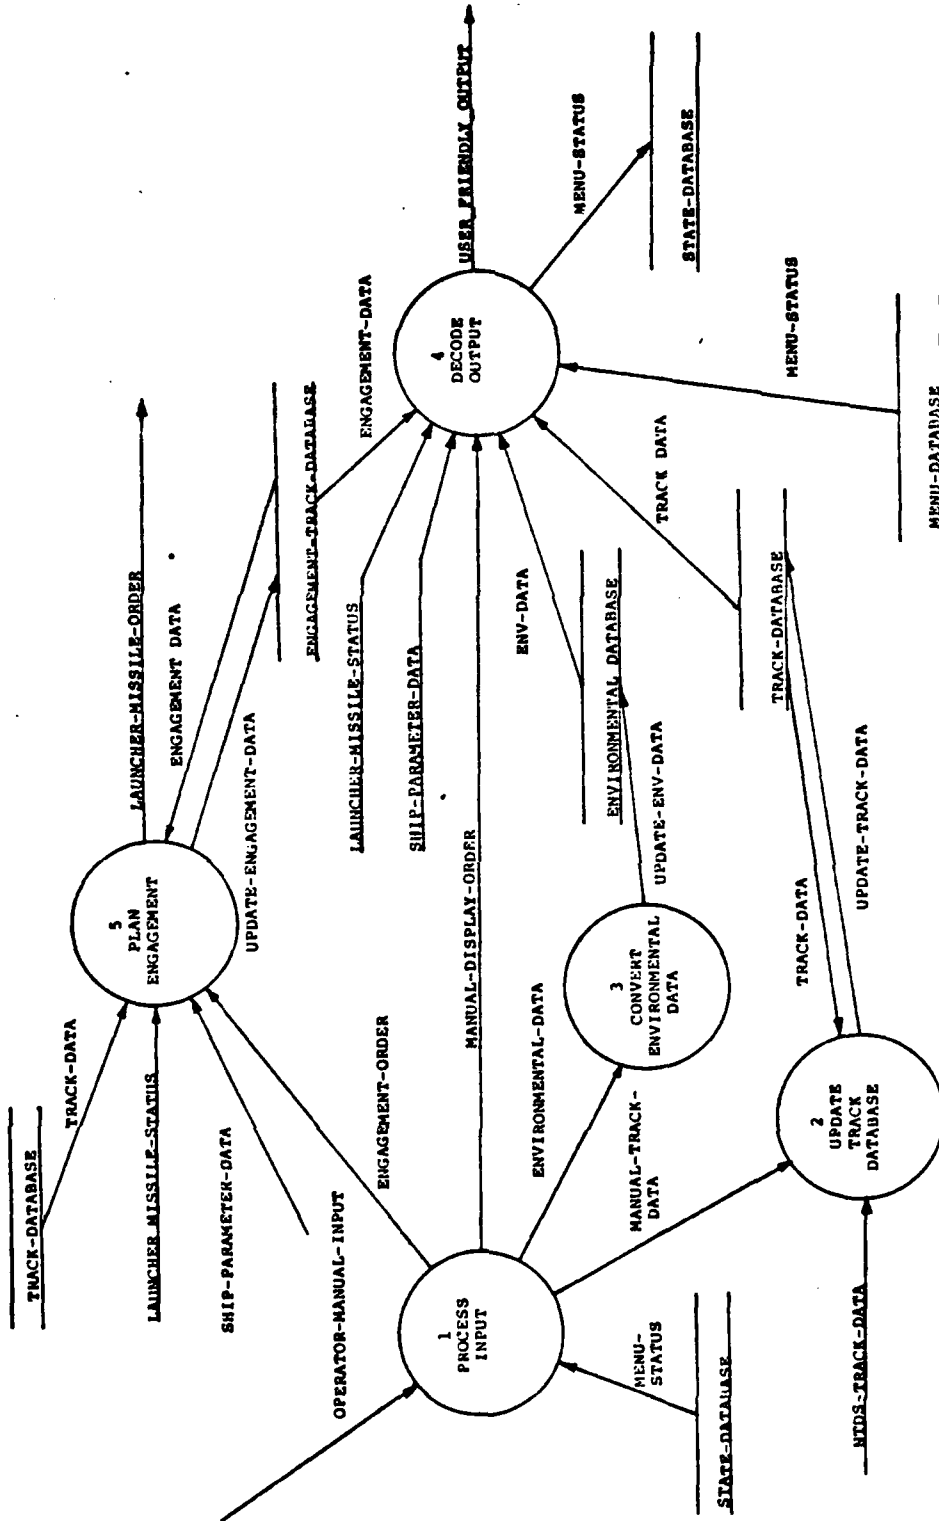 TRACK-DATABASE
TRACK-DATA
LAUNCHER MISSILE-STATUS
SHIP-PARAMETER-DATA
OPERATOR-MANUAL-INPUT
5
PLAN
ENGAGEMENT
LAUNCHER-MISSILE-ORDER
ENGAGEMENT DATA
UPDATE-ENGAGEMENT-DATA
ENGAGEMENT-TRACK-DATABASE
ENGAGEMENT-DATA
LAUNCHER-MISSILE-STATUS
SHIP-PARAMETER-DATA
ENGAGEMENT-ORDER
1
PROCESS
INPUT
MANUAL-DISPLAY-ORDER
4
DECODE
OUTPUT
USER FRIENDLY OUTPUT
MENU-STATUS
STATE-DATABASE
ENVIRONMENTAL-DATA
3
CONVERT
ENVIRONMENTAL
DATA
UPDATE-ENV-DATA
ENVIRONMENTAL DATABASE
ENV-DATA
MENU-
STATUS
STATE-DATABASE
MANUAL-TRACK-
DATA
2
UPDATE
TRACK
DATABASE
NTDS-TRACK-DATA
TRACK-DATA
UPDATE-TRACK-DATA
TRACK-DATABASE
TRACK DATA
MENU-STATUS
MENU-DATABASE